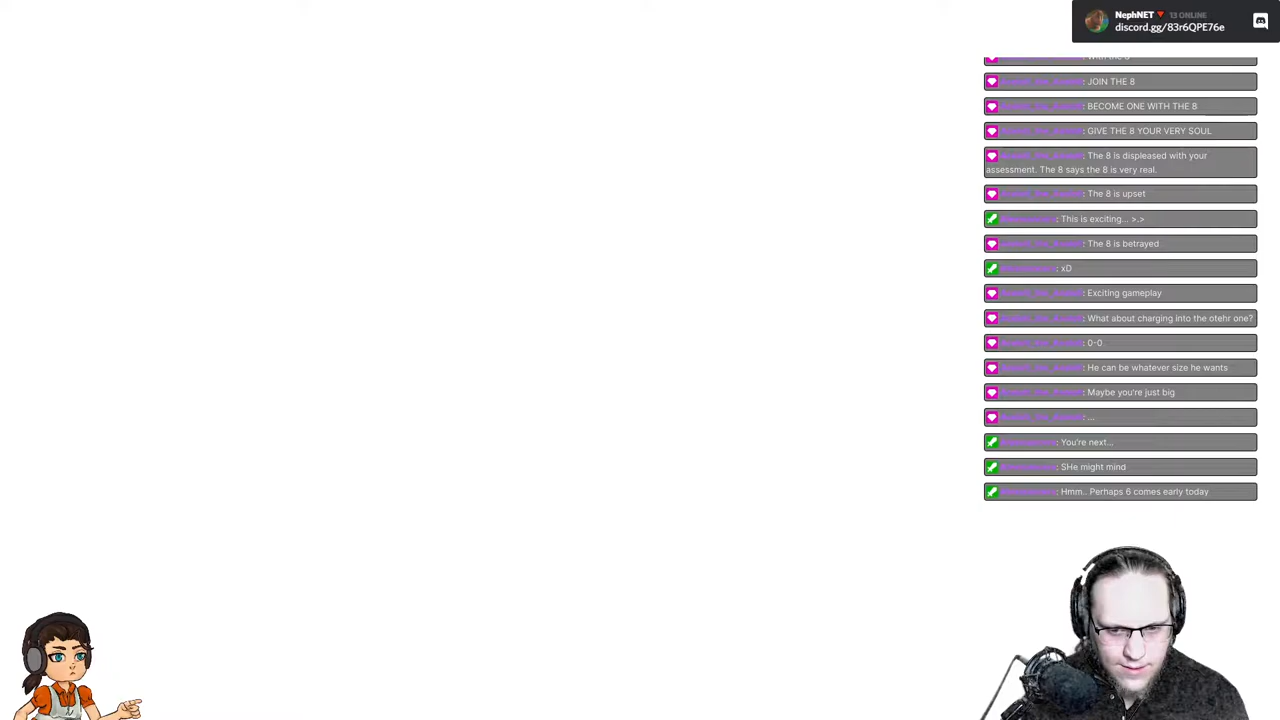 NephNET 13 ONLINE
discord.gg/83r6QPE76e
with the 8
: JOIN THE 8
: BECOME ONE WITH THE 8
: GIVE THE 8 YOUR VERY SOUL
: The 8 is displeased with your
assessment. The 8 says the 8 is very real.
: The 8 is upset
: This is exciting... >.>
: The 8 is betrayed
: xD
: Exciting gameplay
: What about charging into the otehr one?
: 0-0
: He can be whatever size he wants
: Maybe you're just big
: ...
: You're next...
: SHe might mind
: Hmm.. Perhaps 6 comes early today